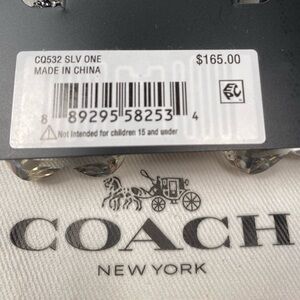 CQ532 SLV ONE
$165.00
MADE IN CHINA
8 89295 58253 4
Not Intended for children 15 and under
COACH
NEW YORK